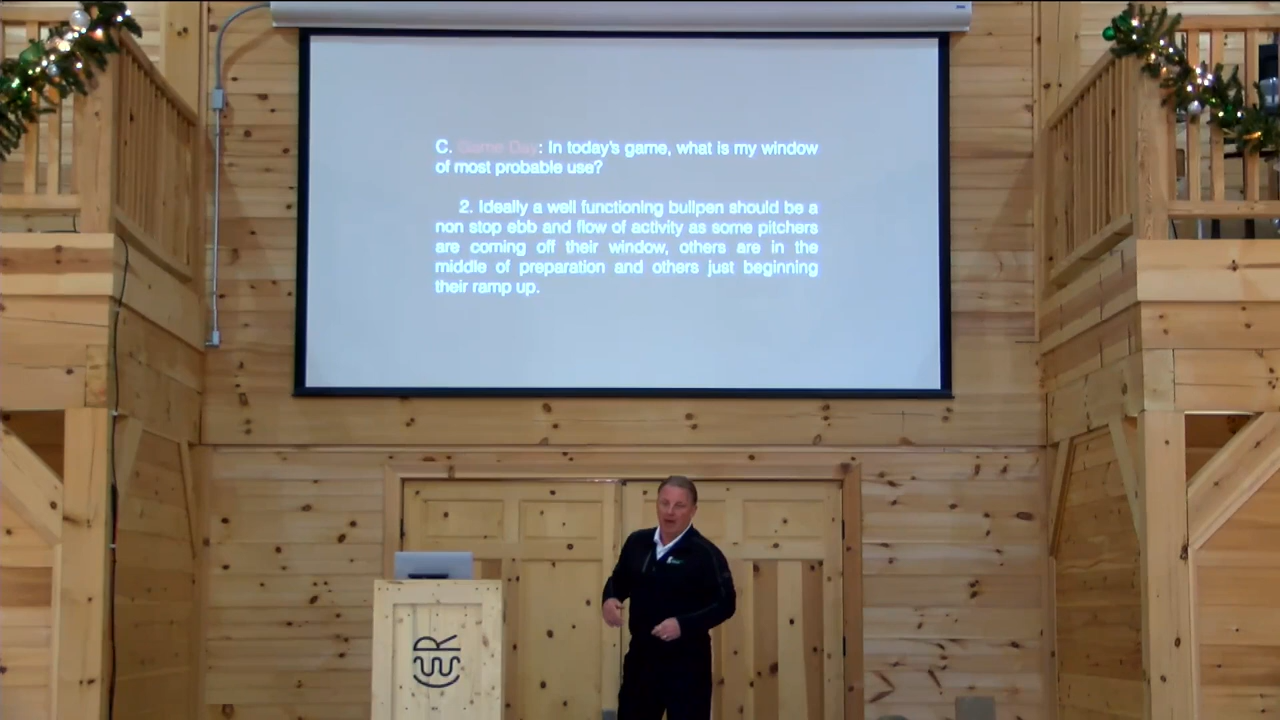 C. Game Day: In today's game, what is my window
of most probable use?
2. Ideally a well functioning bullpen should be a
non stop ebb and flow of activity as some pitchers
are coming off their window, others are in the
middle of preparation and others just beginning
their ramp up.